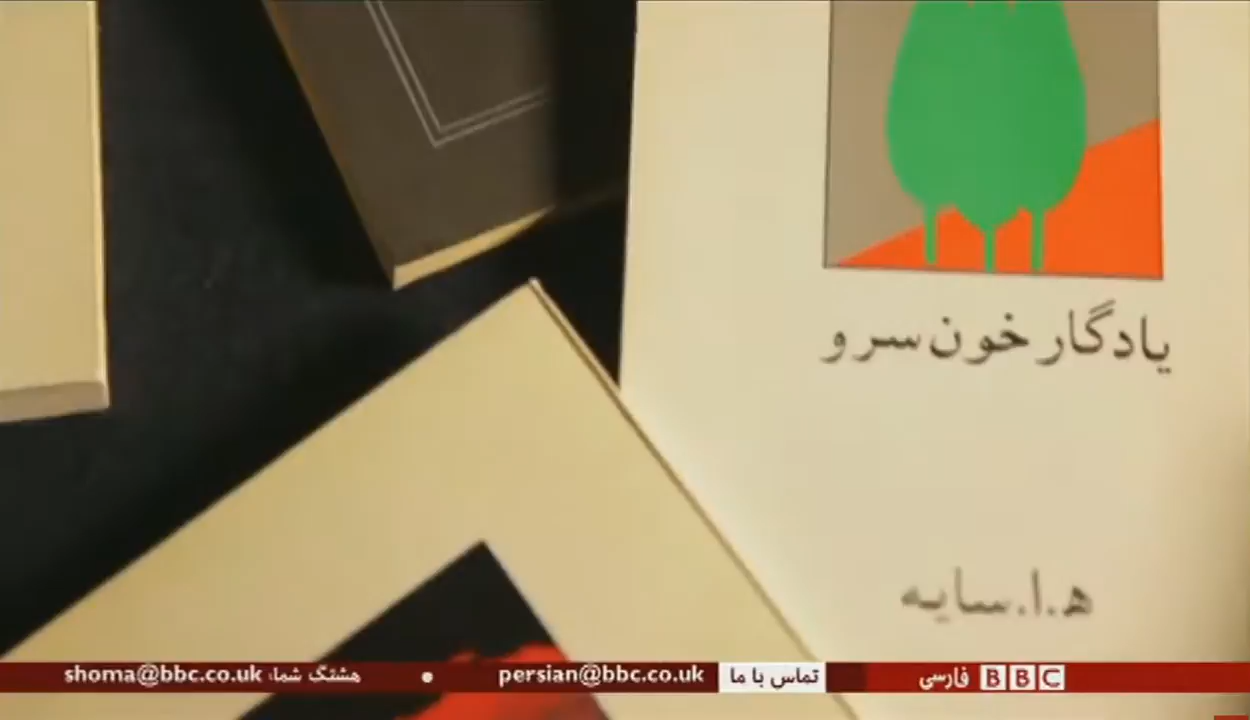 یادگار خون سرو
ه‍.ا.سایه
BBC فارسی
تماس با ما
persian@bbc.co.uk
•
هشتگ شما: shoma@bbc.co.uk